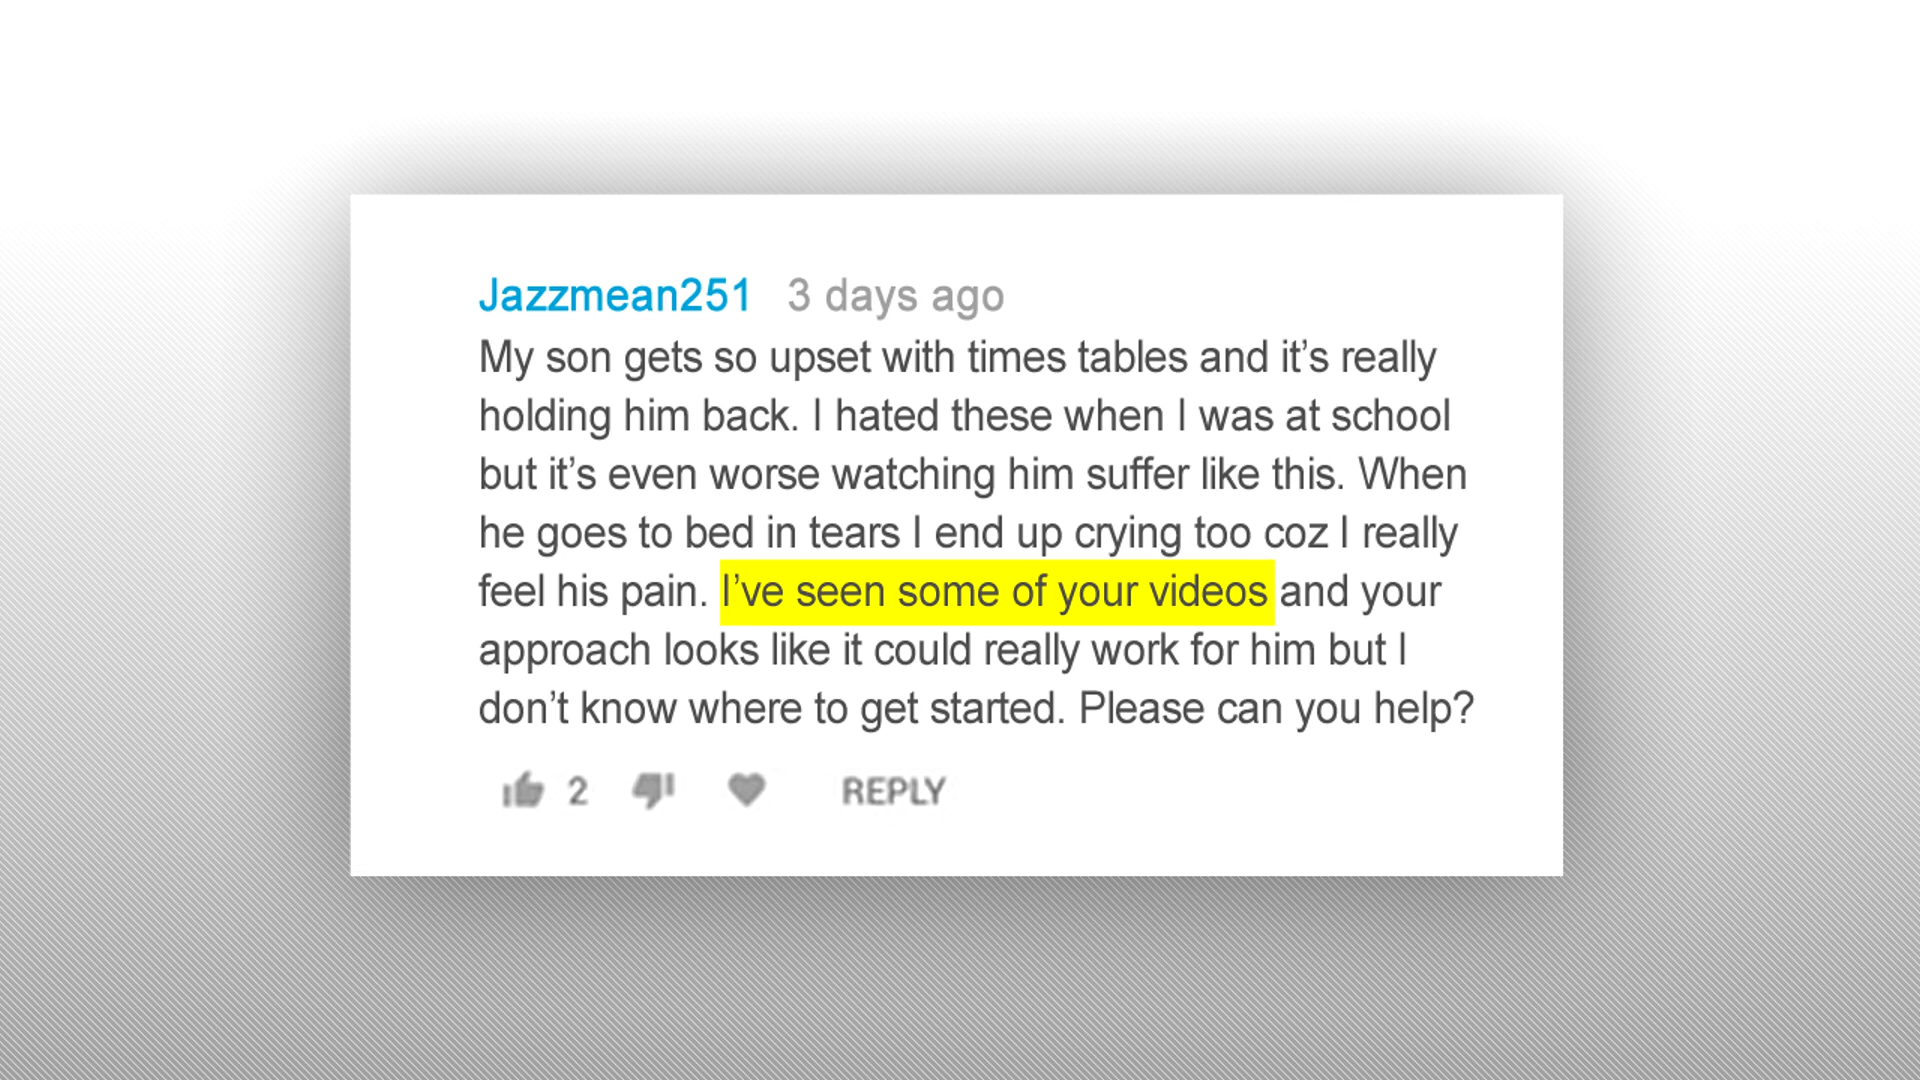 Jazzmean251 3 days ago
My son gets so upset with times tables and it’s really
holding him back. I hated these when I was at school
but it’s even worse watching him suffer like this. When
he goes to bed in tears I end up crying too coz I really
feel his pain. I’ve seen some of your videos and your
approach looks like it could really work for him but I
don’t know where to get started. Please can you help?
2 REPLY